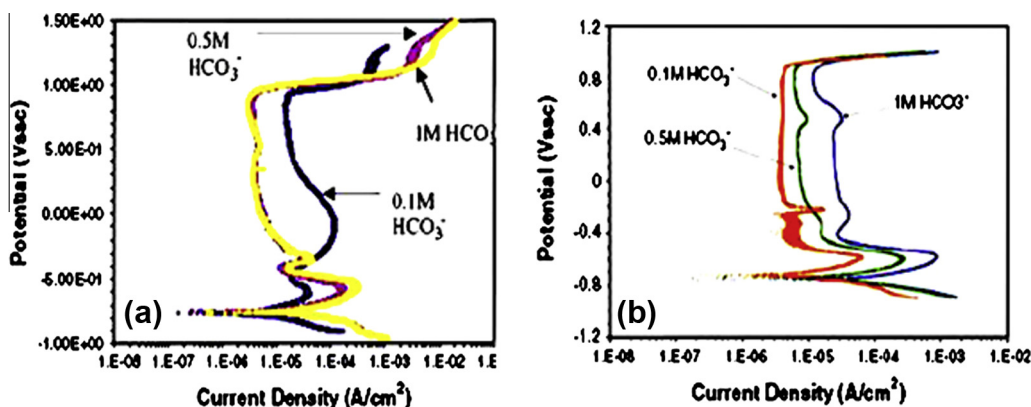 1.50E+00
1.00E+00
5.00E-01
0.00E+00
-5.00E-01
-1.00E+00
Potential (Vssc)
0.5M
HCO₃⁻
1M HCO
0.1M
HCO₃⁻
(a)
1.E-08 1.E-07 1.E-06 1.E-05 1.E-04 1.E-03 1.E-02 1.E-
Current Density (A/cm²)
(b)
1.2
0.8
0.4
0
-0.4
-0.8
-1.2
Potential (Vssc)
0.1M HCO₃⁻
1M HCO3⁻
0.5M HCO₃⁻
1.E-08 1.E-07 1.E-06 1.E-05 1.E-04 1.E-03 1.E-02
Current Density (A/cm²)